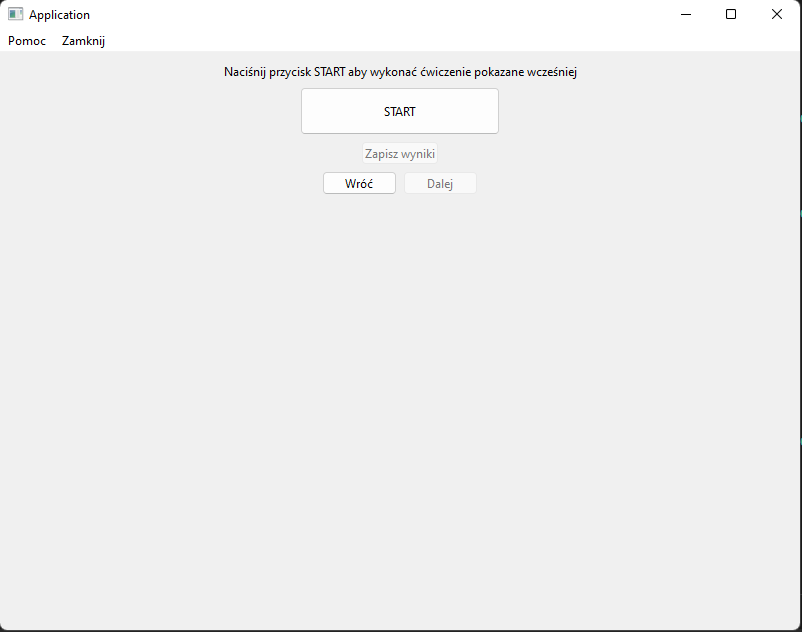 Application
Pomoc Zamknij
Naciśnij przycisk START aby wykonać ćwiczenie pokazane wcześniej
START
Zapisz wyniki
Wróć Dalej